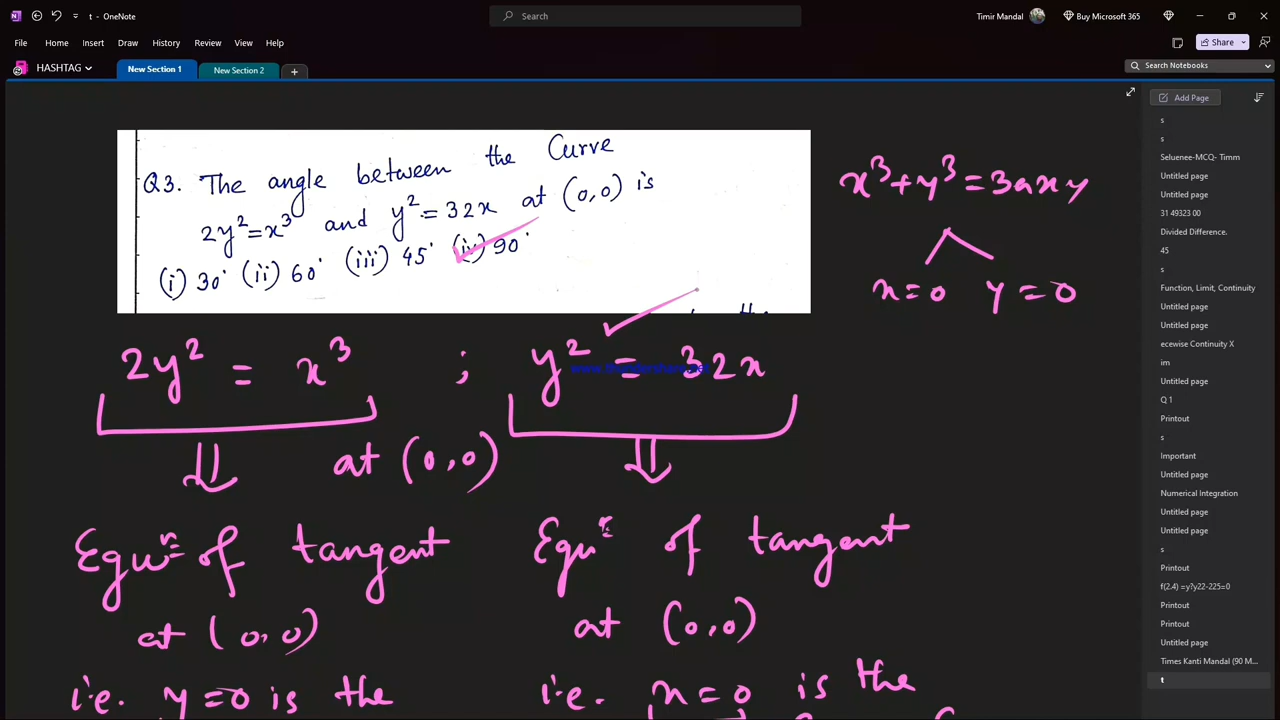 t - OneNote
Search
Timir Mandal
Buy Microsoft 365
File Home Insert Draw History Review View Help
Share
HASHTAG
New Section 1
New Section 2
+
Search Notebooks
Add Page
Q3. The angle between the Curve
2y²=x³ and y²=32x at (0,0) is
(i) 30° (ii) 60° (iii) 45° (iv) 90°
x³+y³=3axy
x=0 y=0
2y² = x³ ; y² = 32x
www.thundershare.net
at (0,0)
Equⁿ of tangent
at (0,0)
i.e. y=0 is the
Equⁿ of tangent
at (0,0)
i.e. x=0 is the
s
s
Seluenee-MCQ- Timm
Untitled page
Untitled page
31 49323 00
Divided Difference.
45
s
Function, Limit, Continuity
Untitled page
Untitled page
ecewise Continuity X
im
Untitled page
Q 1
Printout
s
Important
Untitled page
Numerical Integration
Untitled page
Untitled page
s
Printout
f(2.4) =y?y22-225=0
Printout
Printout
Untitled page
Times Kanti Mandal (90 M...
t